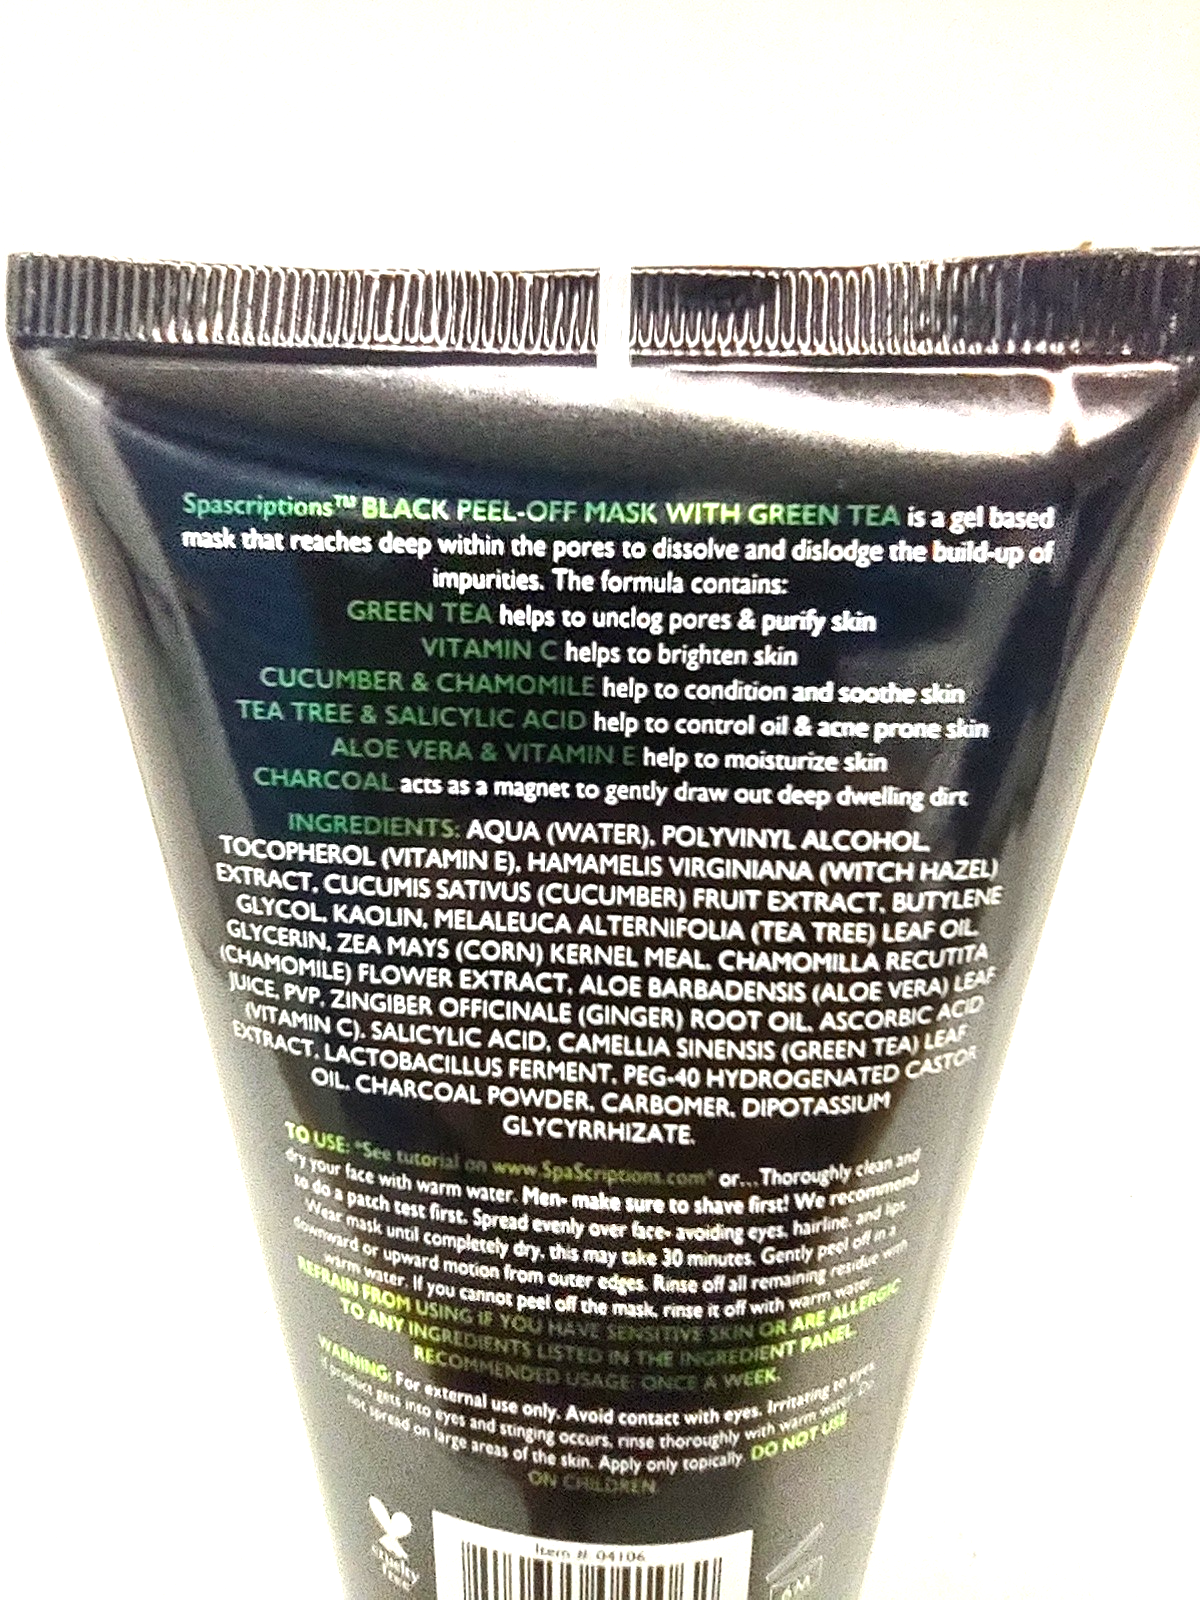 Spascriptions™ BLACK PEEL-OFF MASK WITH GREEN TEA is a gel based
mask that reaches deep within the pores to dissolve and dislodge the build-up of
impurities. The formula contains:
GREEN TEA helps to unclog pores & purify skin
VITAMIN C helps to brighten skin
CUCUMBER & CHAMOMILE help to condition and soothe skin
TEA TREE & SALICYLIC ACID help to control oil & acne prone skin
ALOE VERA & VITAMIN E help to moisturize skin
CHARCOAL acts as a magnet to gently draw out deep dwelling dirt
INGREDIENTS: AQUA (WATER), POLYVINYL ALCOHOL,
TOCOPHEROL (VITAMIN E), HAMAMELIS VIRGINIANA (WITCH HAZEL)
EXTRACT, CUCUMIS SATIVUS (CUCUMBER) FRUIT EXTRACT, BUTYLENE
GLYCOL, KAOLIN, MELALEUCA ALTERNIFOLIA (TEA TREE) LEAF OIL,
GLYCERIN, ZEA MAYS (CORN) KERNEL MEAL, CHAMOMILLA RECUTITA
(CHAMOMILE) FLOWER EXTRACT, ALOE BARBADENSIS (ALOE VERA) LEAF
JUICE, PVP, ZINGIBER OFFICINALE (GINGER) ROOT OIL, ASCORBIC ACID
(VITAMIN C), SALICYLIC ACID, CAMELLIA SINENSIS (GREEN TEA) LEAF
EXTRACT, LACTOBACILLUS FERMENT, PEG-40 HYDROGENATED CASTOR
OIL, CHARCOAL POWDER, CARBOMER, DIPOTASSIUM
GLYCYRRHIZATE.
TO USE: *See tutorial on www.SpaScriptions.com* or...Thoroughly clean and
dry your face with warm water. Men- make sure to shave first! We recommend
to do a patch test first. Spread evenly over face- avoiding eyes, hairline, and lips.
Wear mask until completely dry, this may take 30 minutes. Gently peel off in a
downward or upward motion from outer edges. Rinse off all remaining residue with
warm water. If you cannot peel off the mask, rinse it off with warm water.
REFRAIN FROM USING IF YOU HAVE SENSITIVE SKIN OR ARE ALLERGIC
TO ANY INGREDIENTS LISTED IN THE INGREDIENT PANEL.
RECOMMENDED USAGE: ONCE A WEEK.
WARNING: For external use only. Avoid contact with eyes. Irritating to eyes.
If product gets into eyes and stinging occurs, rinse thoroughly with warm water. Do
not spread on large areas of the skin. Apply only topically. DO NOT USE
ON CHILDREN.
cruelty
free
Item # 04106